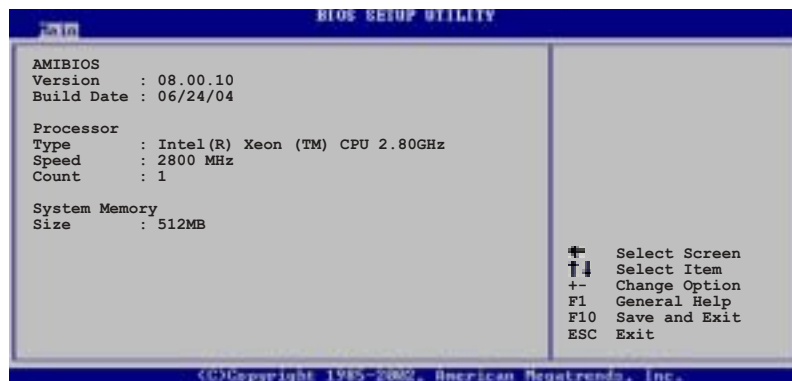 BIOS SETUP UTILITY
Main
AMIBIOS
Version : 08.00.10
Build Date : 06/24/04
Processor
Type : Intel(R) Xeon (TM) CPU 2.80GHz
Speed : 2800 MHz
Count : 1
System Memory
Size : 512MB
Select Screen
↑↓ Select Item
+- Change Option
F1 General Help
F10 Save and Exit
ESC Exit
(C)Copyright 1985-2002, American Megatrends, Inc.